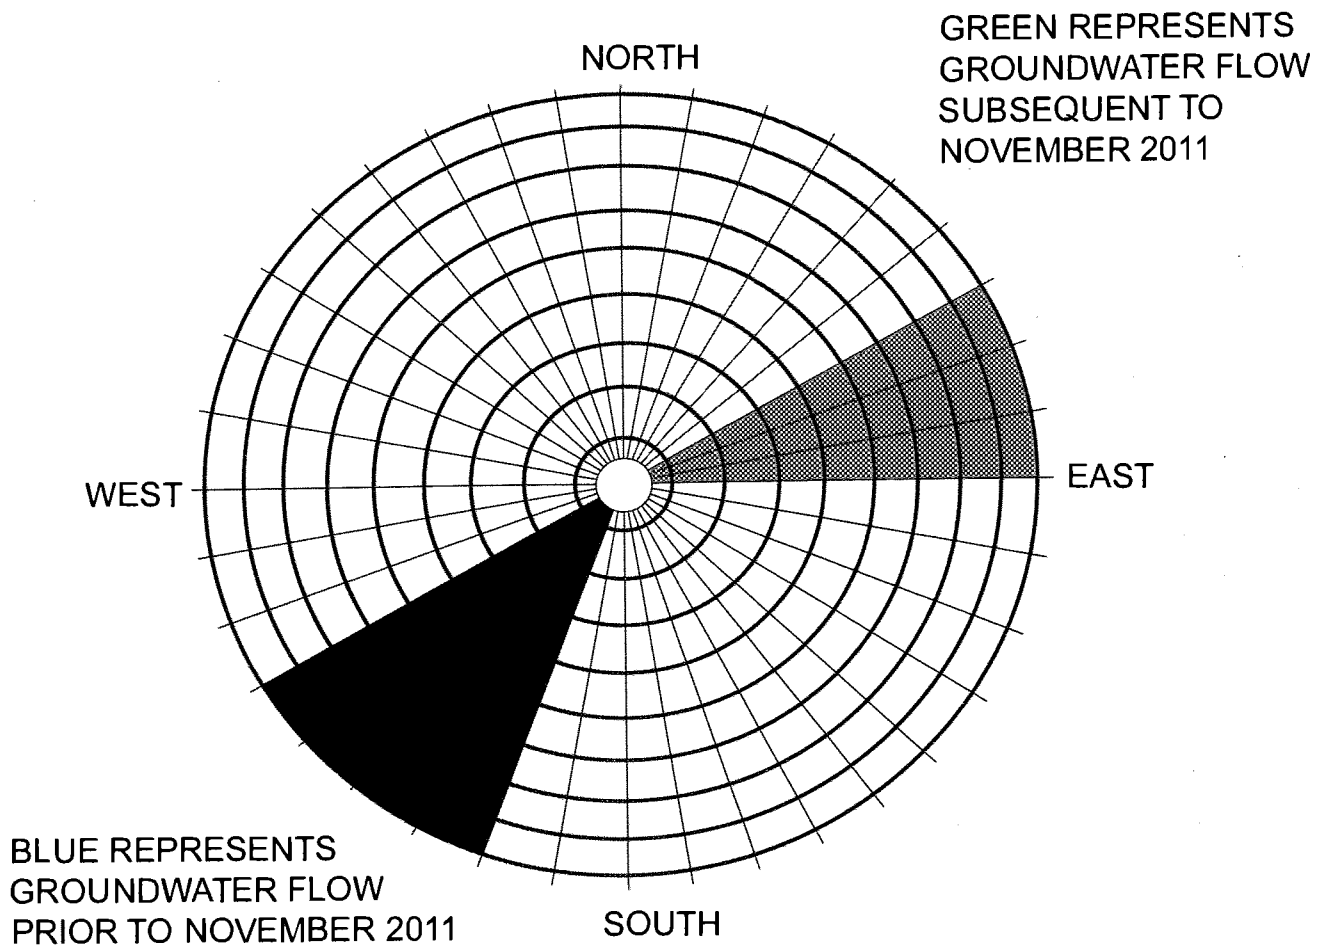 NORTH
GREEN REPRESENTS
GROUNDWATER FLOW
SUBSEQUENT TO
NOVEMBER 2011
WEST
EAST
BLUE REPRESENTS
GROUNDWATER FLOW
PRIOR TO NOVEMBER 2011
SOUTH